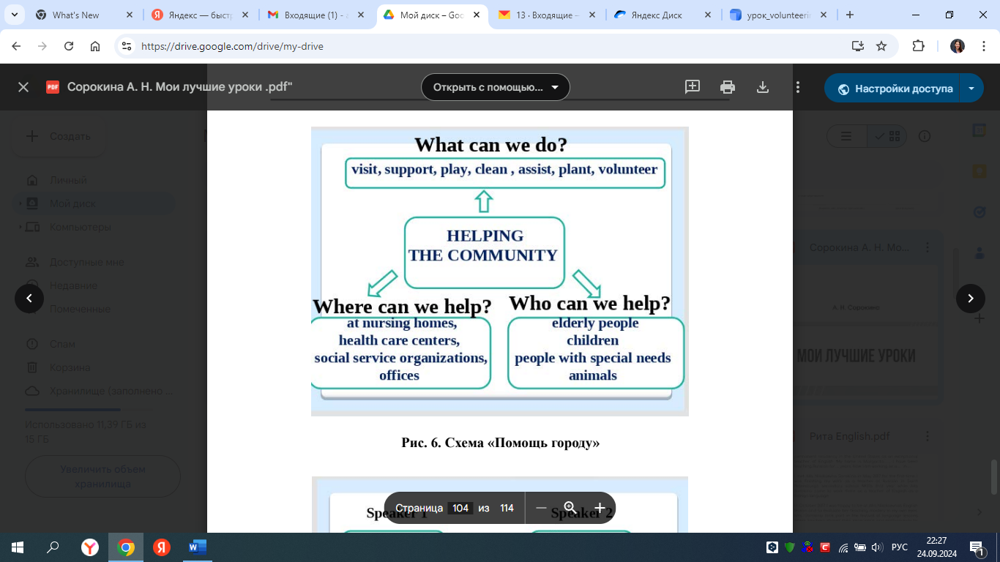 What's New
Яндекс — быстр
Входящие (1) - c
Мой диск – Goo
13 · Входящие –
Яндекс Диск
урок_volunteerin
https://drive.google.com/drive/my-drive
PDF
Сорокина А. Н. Мои лучшие уроки .pdf"
Открыть с помощью...
Настройки доступа
Создать
Личный
Мой диск
Компьютеры
Доступные мне
Недавние
Помеченные
Спам
Корзина
Хранилище (заполнено ...
Использовано 11,39 ГБ из
15 ГБ
Увеличить объем
хранилища
What can we do?
visit, support, play, clean , assist, plant, volunteer
HELPING
THE COMMUNITY
Where can we help?
at nursing homes,
health care centers,
social service organizations,
offices
Who can we help?
elderly people
children
people with special needs
animals
Рис. 6. Схема «Помощь городу»
Speaker 1
Speaker 2
Страница 104 из 114
Сорокина А. Н. Мо...
А. Н. Сорокина
МОИ ЛУЧШИЕ УРОКИ
Рита English.pdf
РУС
22:27
24.09.2024
1